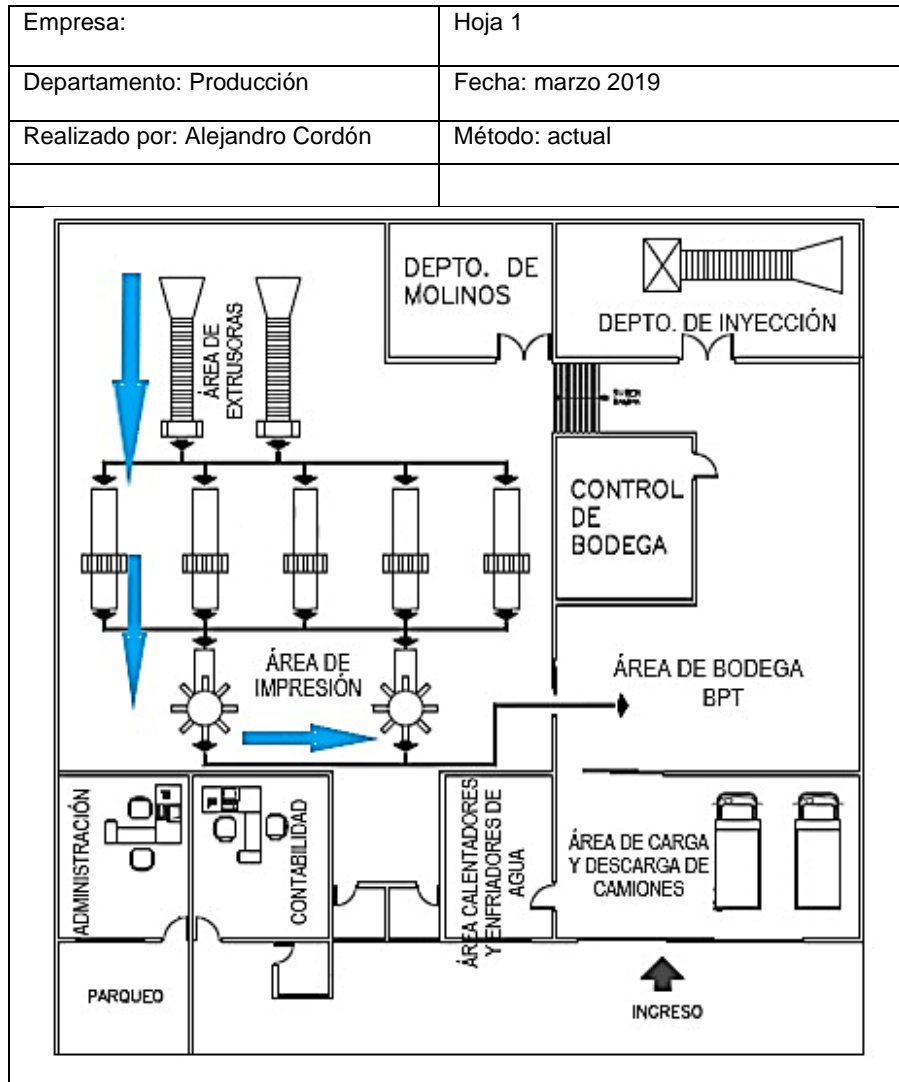 Empresa:
Hoja 1
Departamento: Producción
Fecha: marzo 2019
Realizado por: Alejandro Cordón
Método: actual
DEPTO. DE
MOLINOS
DEPTO. DE INYECCIÓN
ÁREA DE
EXTRUSORAS
CONTROL
DE
BODEGA
ÁREA DE
IMPRESIÓN
ÁREA DE BODEGA
BPT
ADMINISTRACIÓN
CONTABILIDAD
ÁREA CALENTADORES
Y ENFRIADORES DE
AGUA
ÁREA DE CARGA
Y DESCARGA DE
CAMIONES
PARQUEO
INGRESO